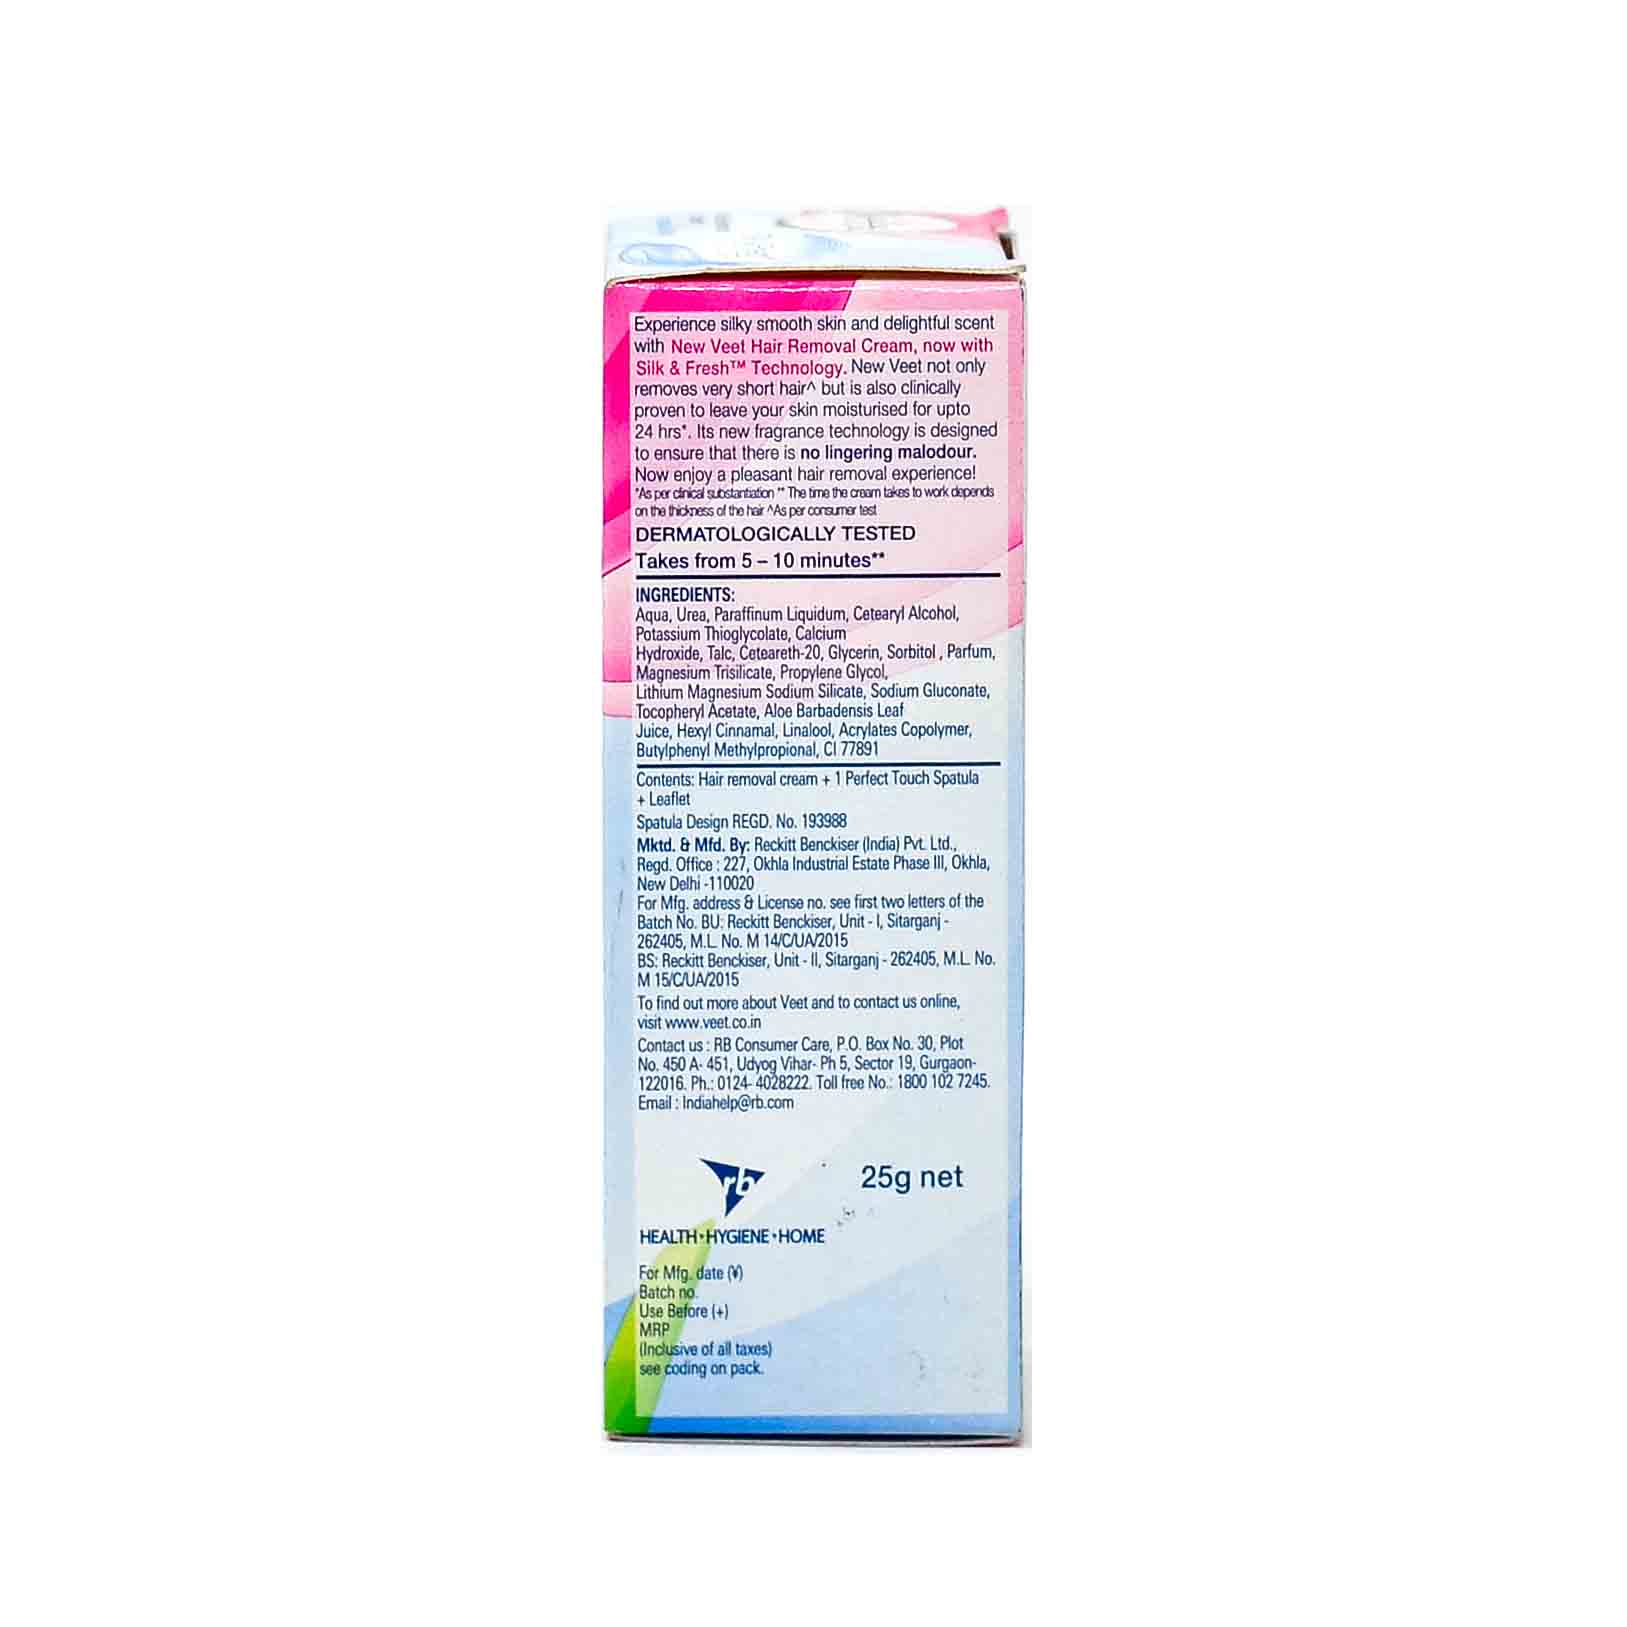 Experience silky smooth skin and delightful scent
with New Veet Hair Removal Cream, now with
Silk & Fresh™ Technology. New Veet not only
removes very short hair^ but is also clinically
proven to leave your skin moisturised for upto
24 hrs*. Its new fragrance technology is designed
to ensure that there is no lingering malodour.
Now enjoy a pleasant hair removal experience!
*As per clinical substantiation ** The time the cream takes to work depends
on the thickness of the hair ^As per consumer test
DERMATOLOGICALLY TESTED
Takes from 5 – 10 minutes**
INGREDIENTS:
Aqua, Urea, Paraffinum Liquidum, Cetearyl Alcohol,
Potassium Thioglycolate, Calcium
Hydroxide, Talc, Ceteareth-20, Glycerin, Sorbitol , Parfum,
Magnesium Trisilicate, Propylene Glycol,
Lithium Magnesium Sodium Silicate, Sodium Gluconate,
Tocopheryl Acetate, Aloe Barbadensis Leaf
Juice, Hexyl Cinnamal, Linalool, Acrylates Copolymer,
Butylphenyl Methylpropional, CI 77891
Contents: Hair removal cream + 1 Perfect Touch Spatula
+ Leaflet
Spatula Design REGD. No. 193988
Mktd. & Mfd. By: Reckitt Benckiser (India) Pvt. Ltd.,
Regd. Office : 227, Okhla Industrial Estate Phase III, Okhla,
New Delhi -110020
For Mfg. address & License no. see first two letters of the
Batch No. BU: Reckitt Benckiser, Unit - I, Sitarganj -
262405, M.L. No. M 14/C/UA/2015
BS: Reckitt Benckiser, Unit - II, Sitarganj - 262405, M.L. No.
M 15/C/UA/2015
To find out more about Veet and to contact us online,
visit www.veet.co.in
Contact us : RB Consumer Care, P.O. Box No. 30, Plot
No. 450 A- 451, Udyog Vihar- Ph 5, Sector 19, Gurgaon-
122016. Ph.: 0124- 4028222. Toll free No.: 1800 102 7245.
Email : Indiahelp@rb.com
rb
25g net
HEALTH • HYGIENE • HOME
For Mfg. date (¥)
Batch no.
Use Before (+)
MRP
(Inclusive of all taxes)
see coding on pack.